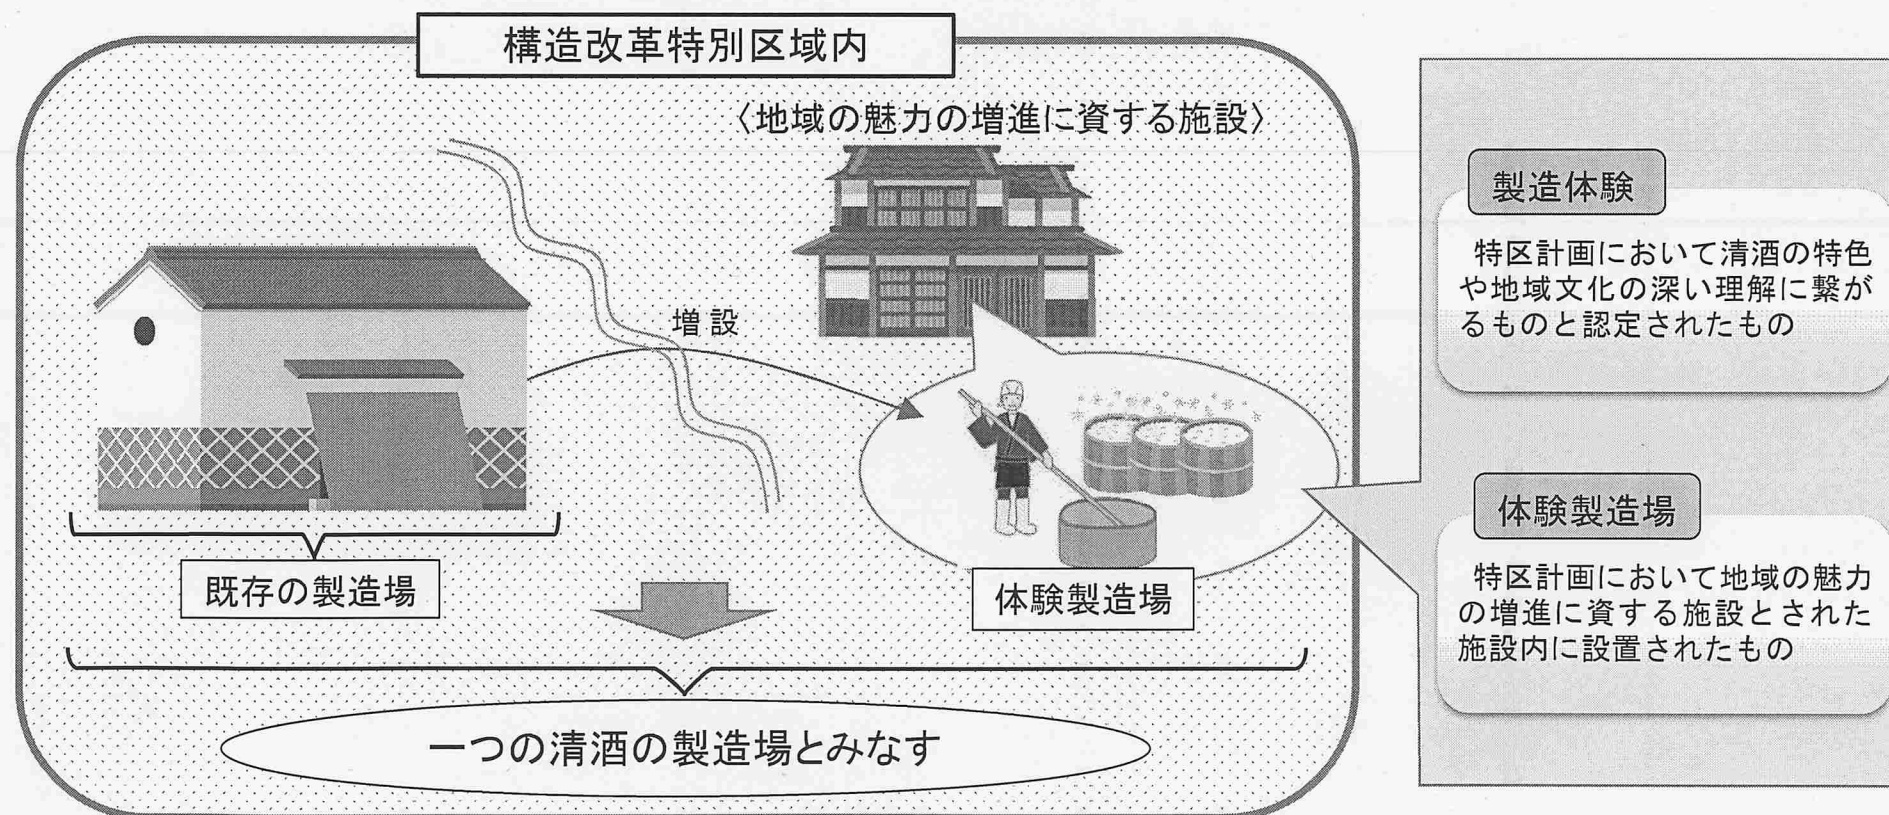 構造改革特別区域内
〈地域の魅力の増進に資する施設〉
増設
既存の製造場
体験製造場
一つの清酒の製造場とみなす
製造体験
特区計画において清酒の特色
や地域文化の深い理解に繋が
るものと認定されたもの
体験製造場
特区計画において地域の魅力
の増進に資する施設とされた
施設内に設置されたもの